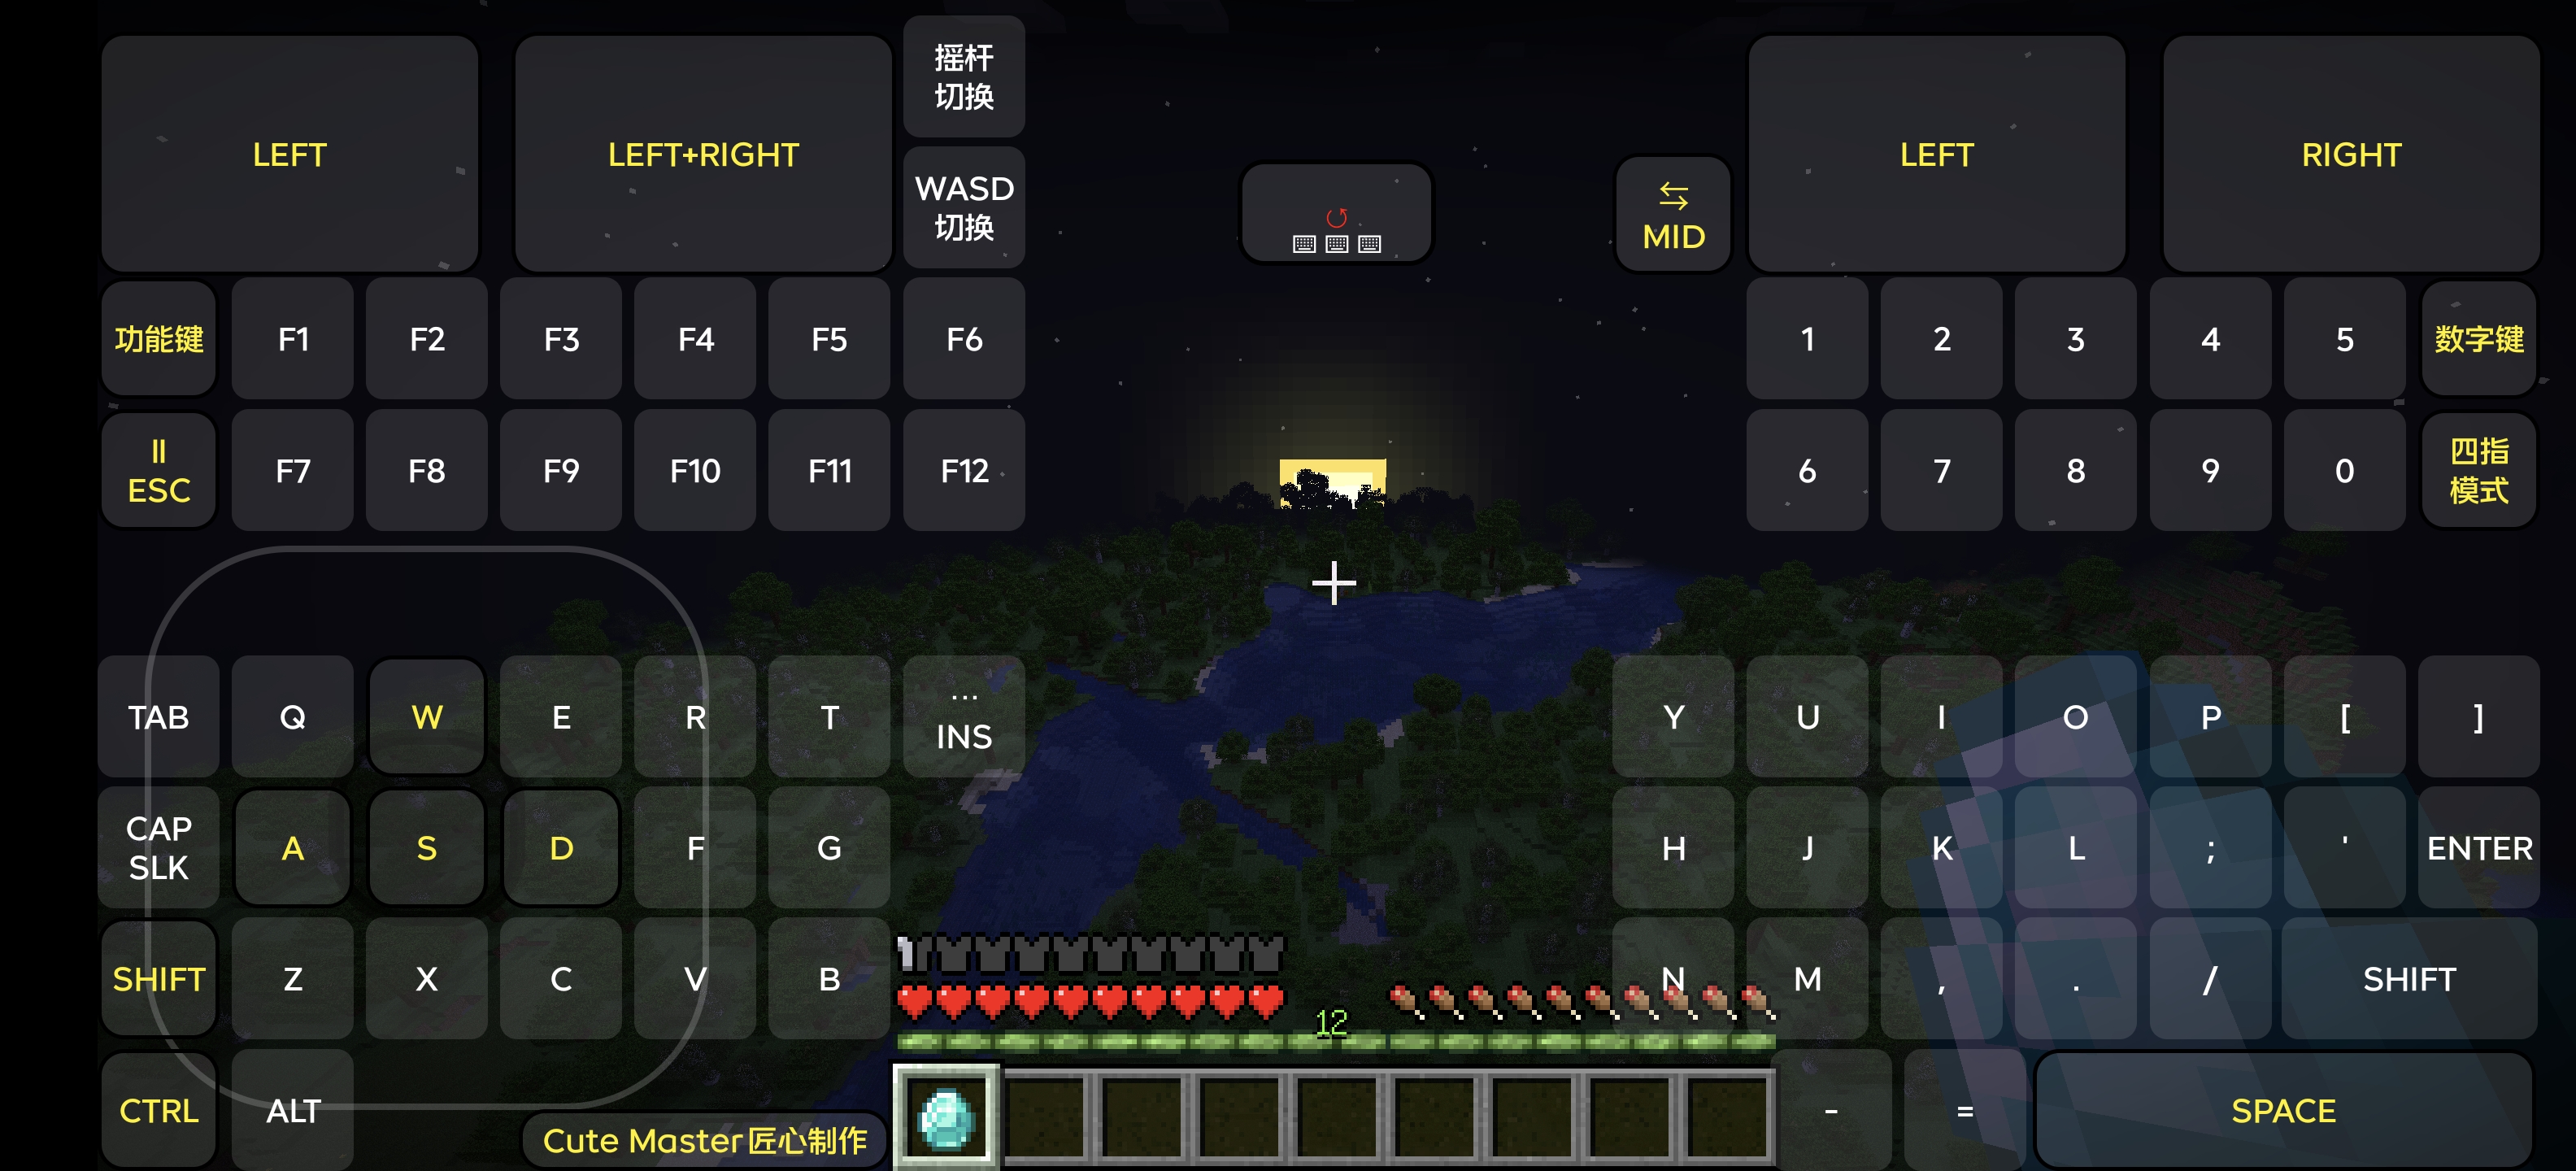 LEFT
LEFT+RIGHT
摇杆
切换
WASD
切换
MID
LEFT
RIGHT
功能键
F1
F2
F3
F4
F5
F6
1
2
3
4
5
数字键
ESC
F7
F8
F9
F10
F11
F12
6
7
8
9
0
四指
模式
TAB
Q
W
E
R
T
...
INS
Y
U
I
O
P
[
]
CAP
SLK
A
S
D
F
G
H
J
K
L
;
'
ENTER
SHIFT
Z
X
C
V
B
N
M
,
.
/
SHIFT
12
CTRL
ALT
Cute Master匠心制作
-
=
SPACE